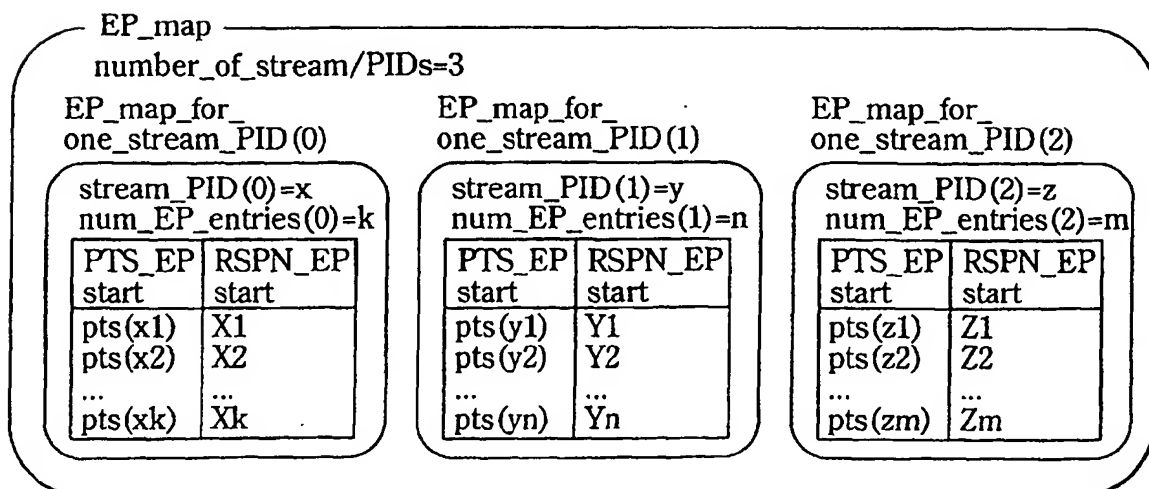 EP_map
number_of_stream/PIDs=3
EP_map_for_
one_stream_PID(0)
stream_PID(0)=x
num_EP_entries(0)=k
PTS_EP RSPN_EP
start start
pts(x1) X1
pts(x2) X2
... ...
pts(xk) Xk
EP_map_for_
one_stream_PID(1)
stream_PID(1)=y
num_EP_entries(1)=n
PTS_EP RSPN_EP
start start
pts(y1) Y1
pts(y2) Y2
... ...
pts(yn) Yn
EP_map_for_
one_stream_PID(2)
stream_PID(2)=z
num_EP_entries(2)=m
PTS_EP RSPN_EP
start start
pts(z1) Z1
pts(z2) Z2
... ...
pts(zm) Zm